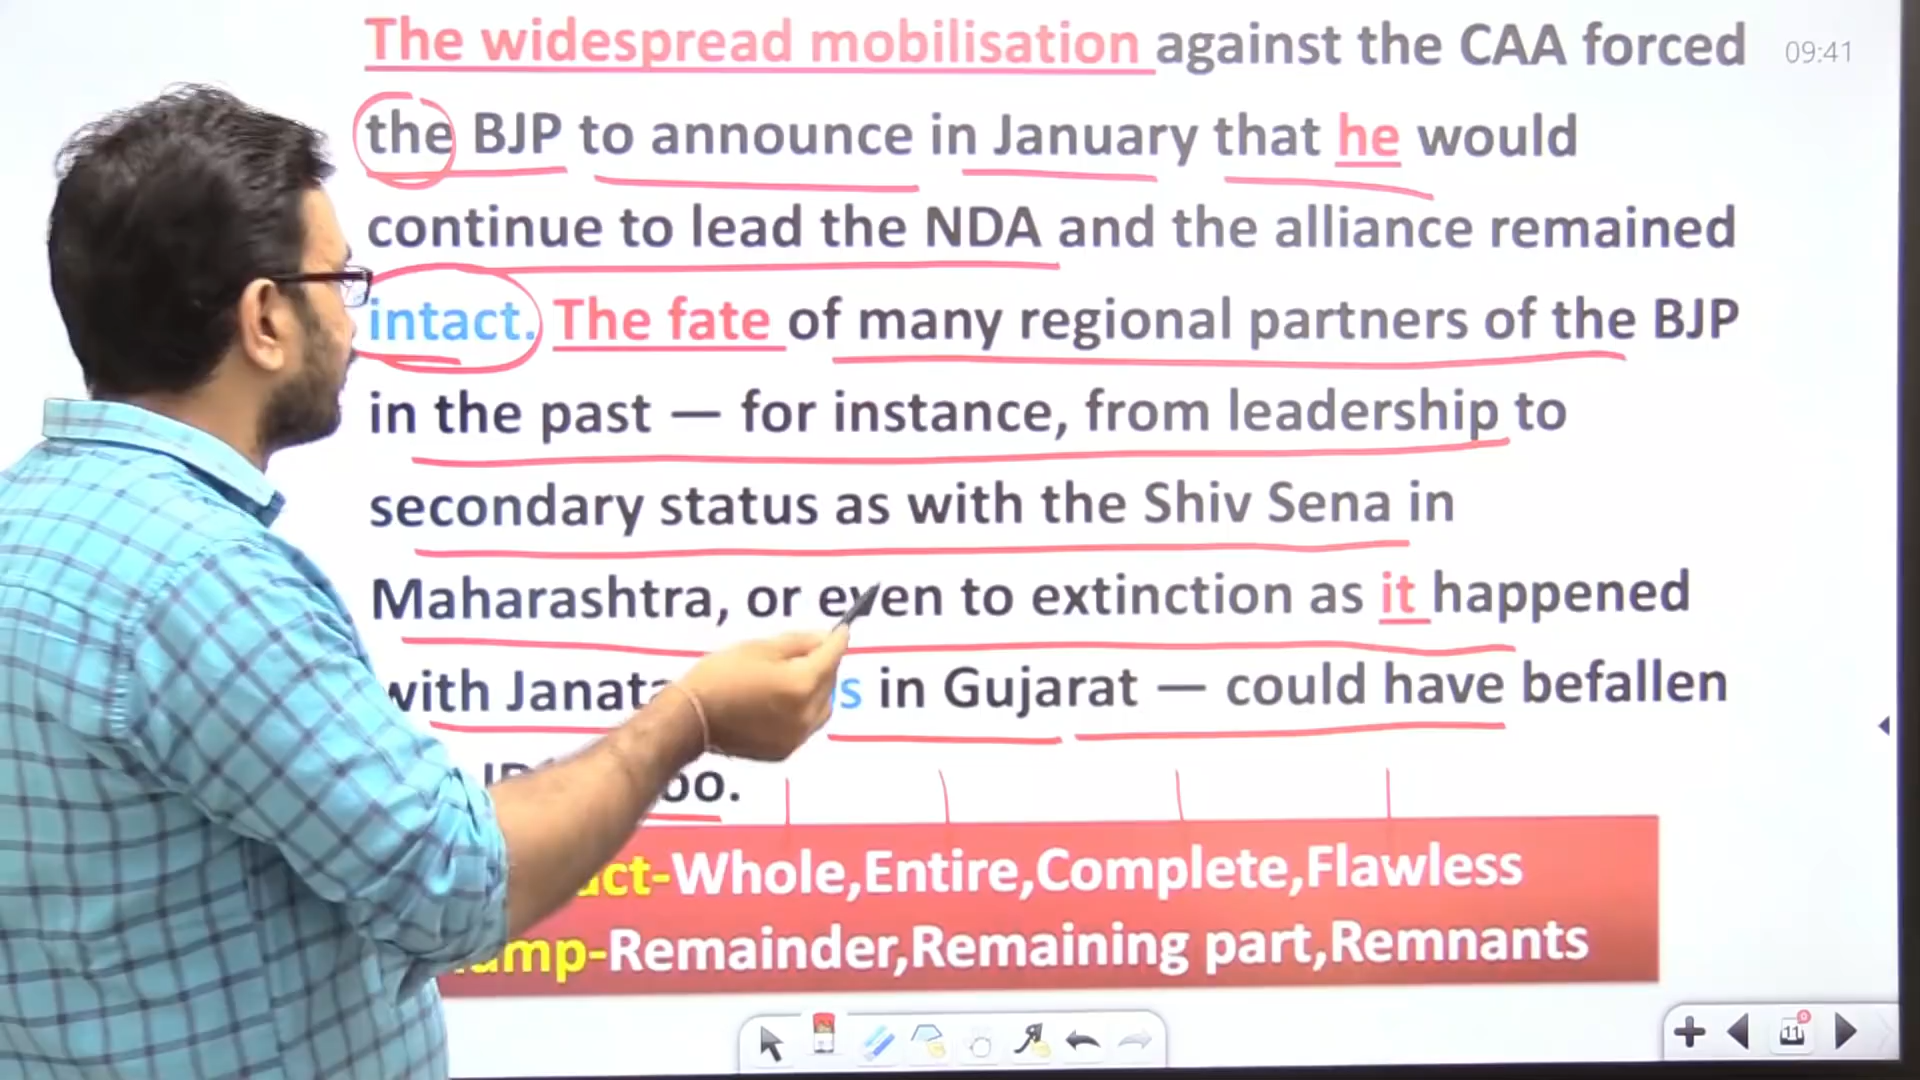 The widespread mobilisation against the CAA forced
09:41
the BJP to announce in January that he would
continue to lead the NDA and the alliance remained
intact. The fate of many regional partners of the BJP
in the past — for instance, from leadership to
secondary status as with the Shiv Sena in
Maharashtra, or even to extinction as it happened
with Janata in Gujarat — could have befallen
Whole,Entire,Complete,Flawless
Remainder,Remaining part,Remnants
11